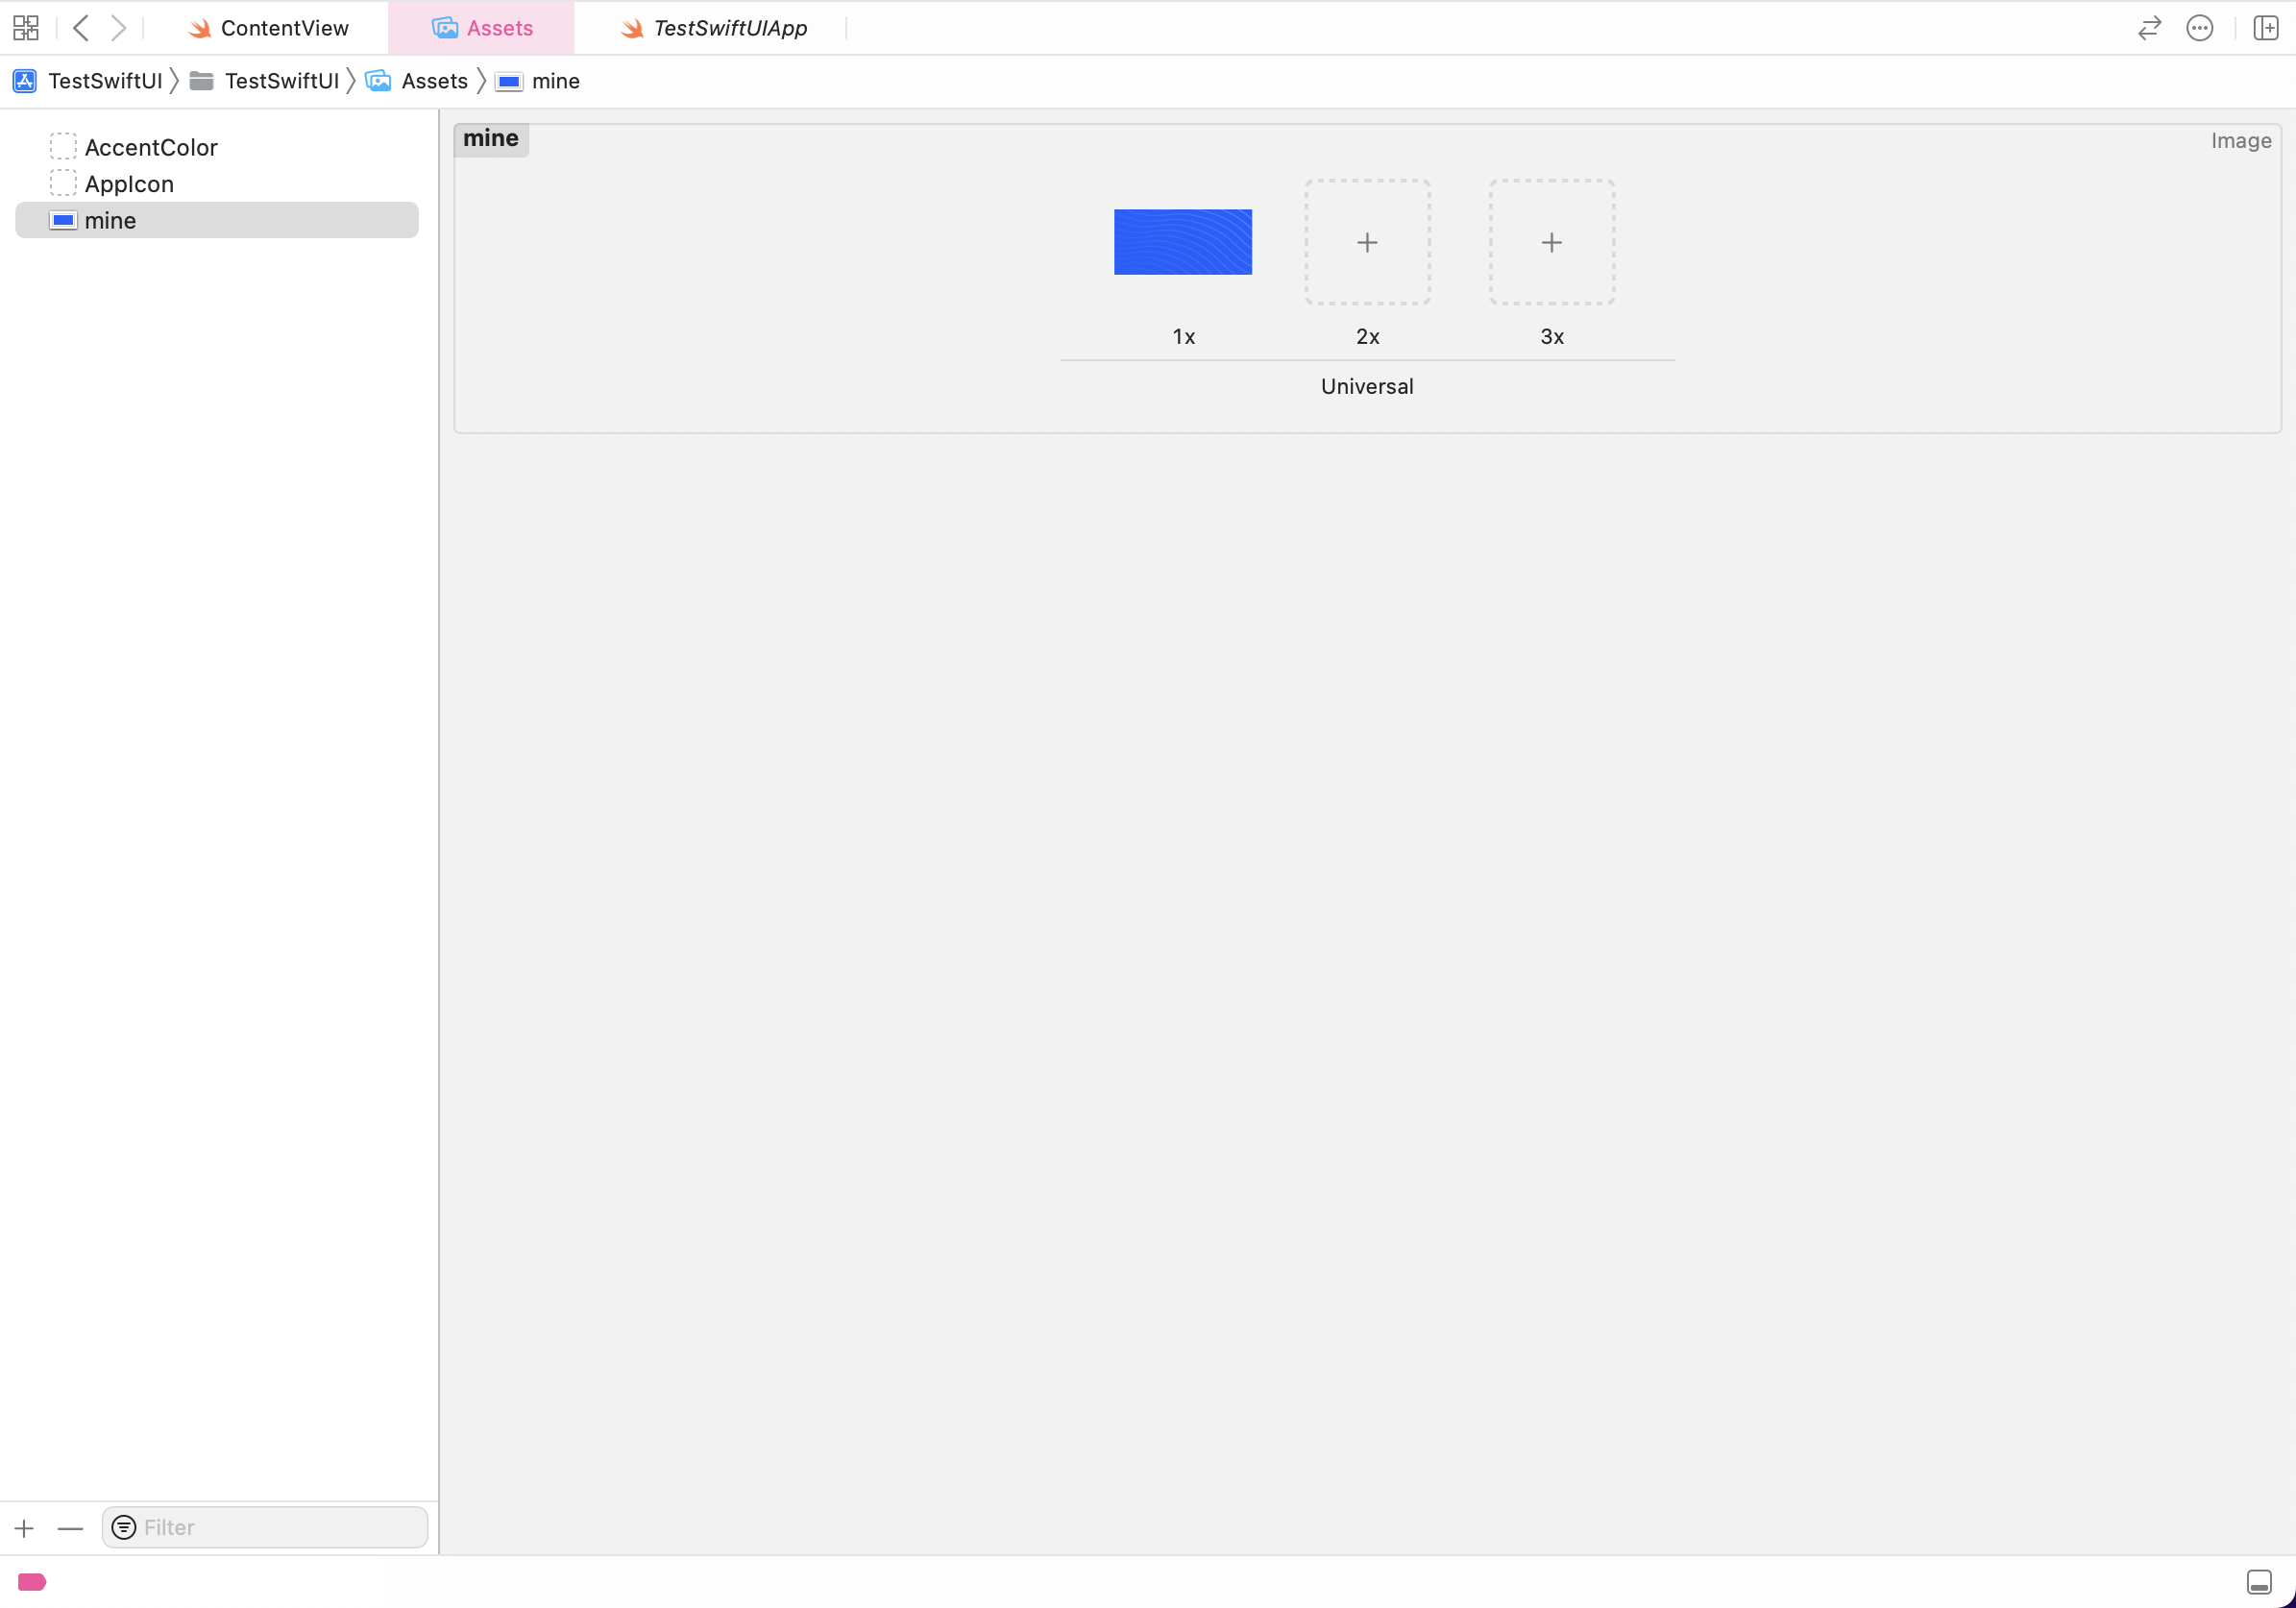 ContentView
Assets
TestSwiftUIApp
TestSwiftUI
TestSwiftUI
Assets
mine
AccentColor
AppIcon
mine
mine
Image
1x
2x
3x
Universal
Filter